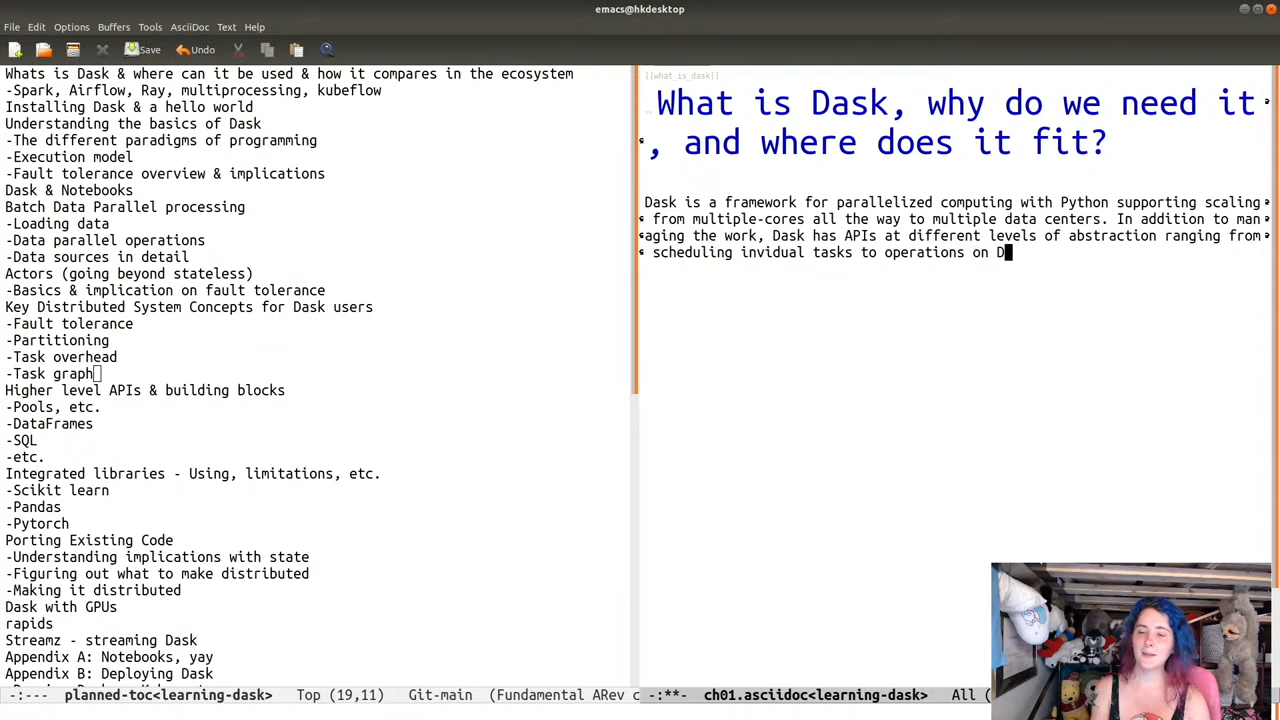 emacs@hkdesktop
File Edit Options Buffers Tools AsciiDoc Text Help
Save Undo
Whats is Dask & where can it be used & how it compares in the ecosystem
-Spark, Airflow, Ray, multiprocessing, kubeflow
Installing Dask & a hello world
Understanding the basics of Dask
-The different paradigms of programming
-Execution model
-Fault tolerance overview & implications
Dask & Notebooks
Batch Data Parallel processing
-Loading data
-Data parallel operations
-Data sources in detail
Actors (going beyond stateless)
-Basics & implication on fault tolerance
Key Distributed System Concepts for Dask users
-Fault tolerance
-Partitioning
-Task overhead
-Task graph
Higher level APIs & building blocks
-Pools, etc.
-DataFrames
-SQL
-etc.
Integrated libraries - Using, limitations, etc.
-Scikit learn
-Pandas
-Pytorch
Porting Existing Code
-Understanding implications with state
-Figuring out what to make distributed
-Making it distributed
Dask with GPUs
rapids
Streamz - streaming Dask
Appendix A: Notebooks, yay
Appendix B: Deploying Dask
-:--- planned-toc<learning-dask> Top (19,11) Git-main (Fundamental ARev c
[[what_is_dask]]
What is Dask, why do we need it
, and where does it fit?
Dask is a framework for parallelized computing with Python supporting scaling
from multiple-cores all the way to multiple data centers. In addition to man
aging the work, Dask has APIs at different levels of abstraction ranging from
scheduling invidual tasks to operations on D
-:**- ch01.asciidoc<learning-dask> All (